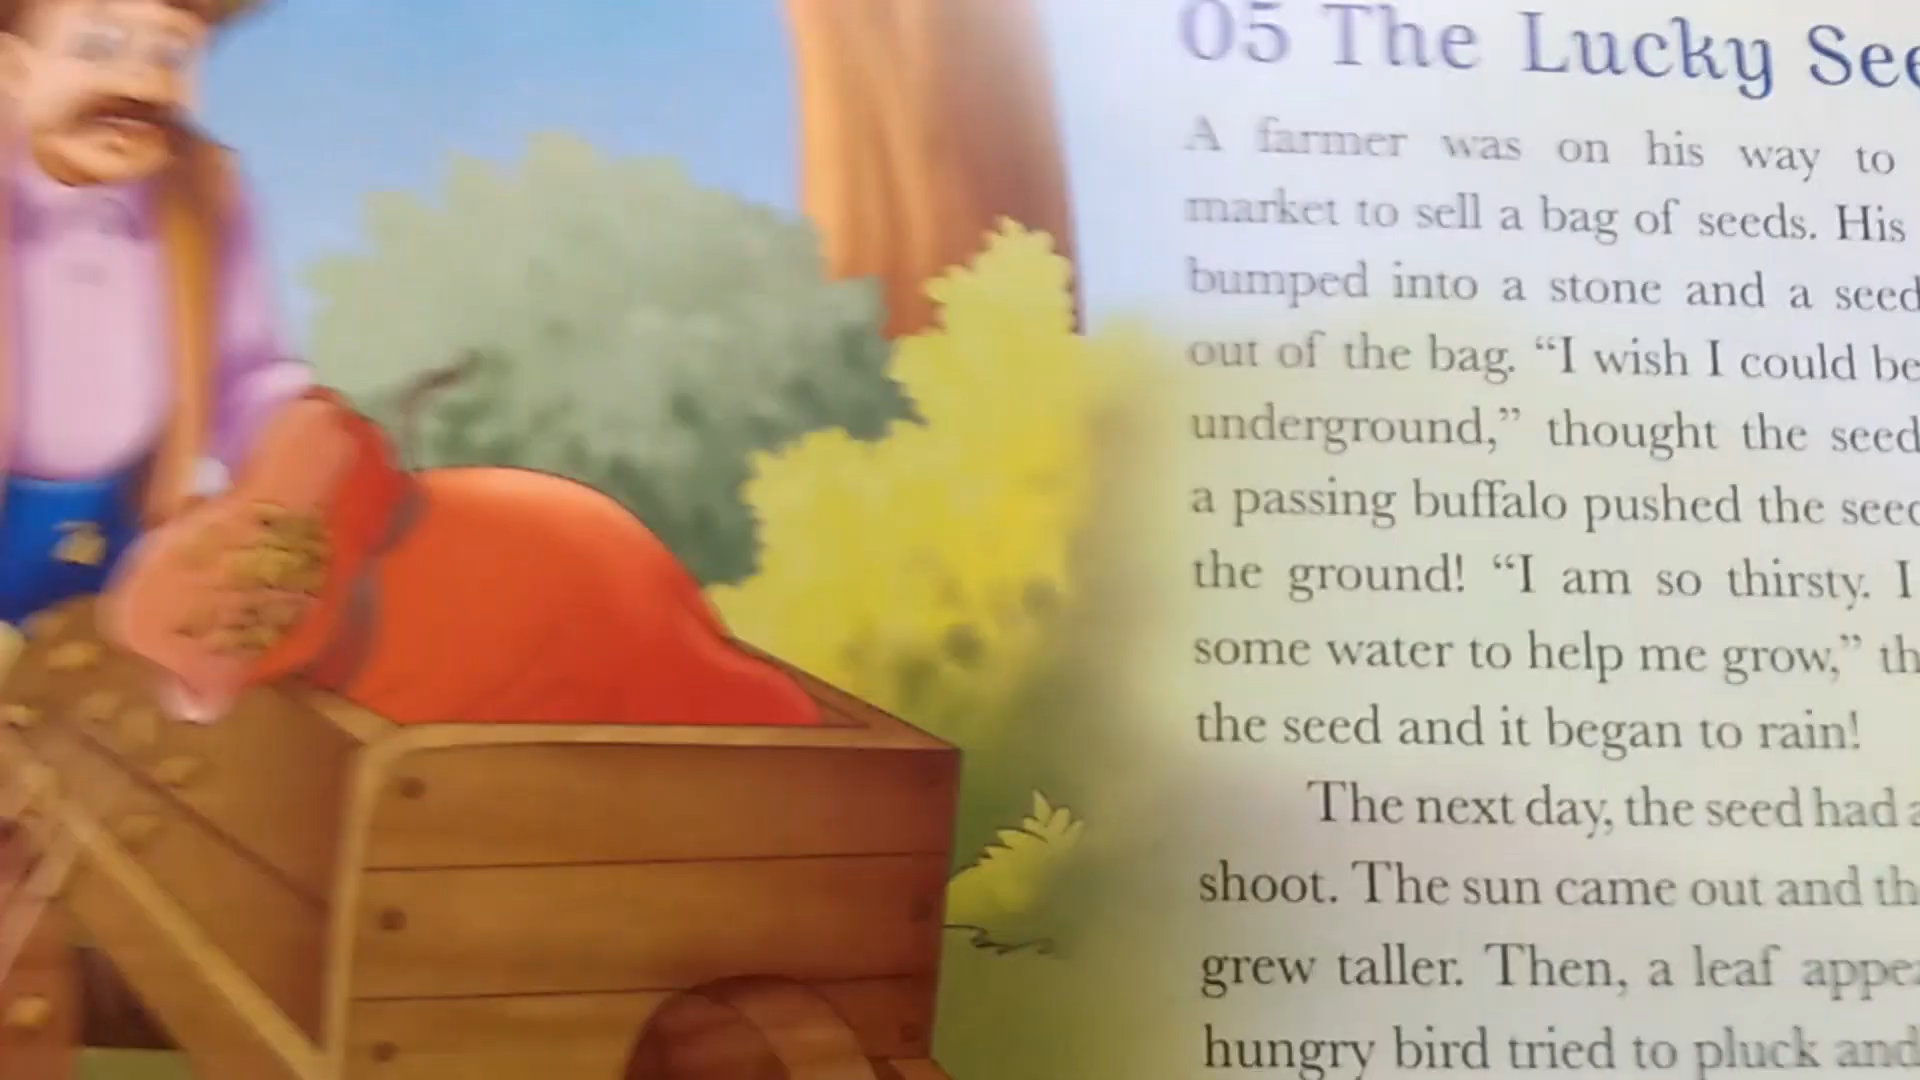 05 The Lucky See
A farmer was on his way to
market to sell a bag of seeds. His
bumped into a stone and a seed
out of the bag. “I wish I could be
underground,” thought the seed
a passing buffalo pushed the seed
the ground! “I am so thirsty. I
some water to help me grow,” th
the seed and it began to rain!
The next day, the seed had a
shoot. The sun came out and th
grew taller. Then, a leaf appea
hungry bird tried to pluck and